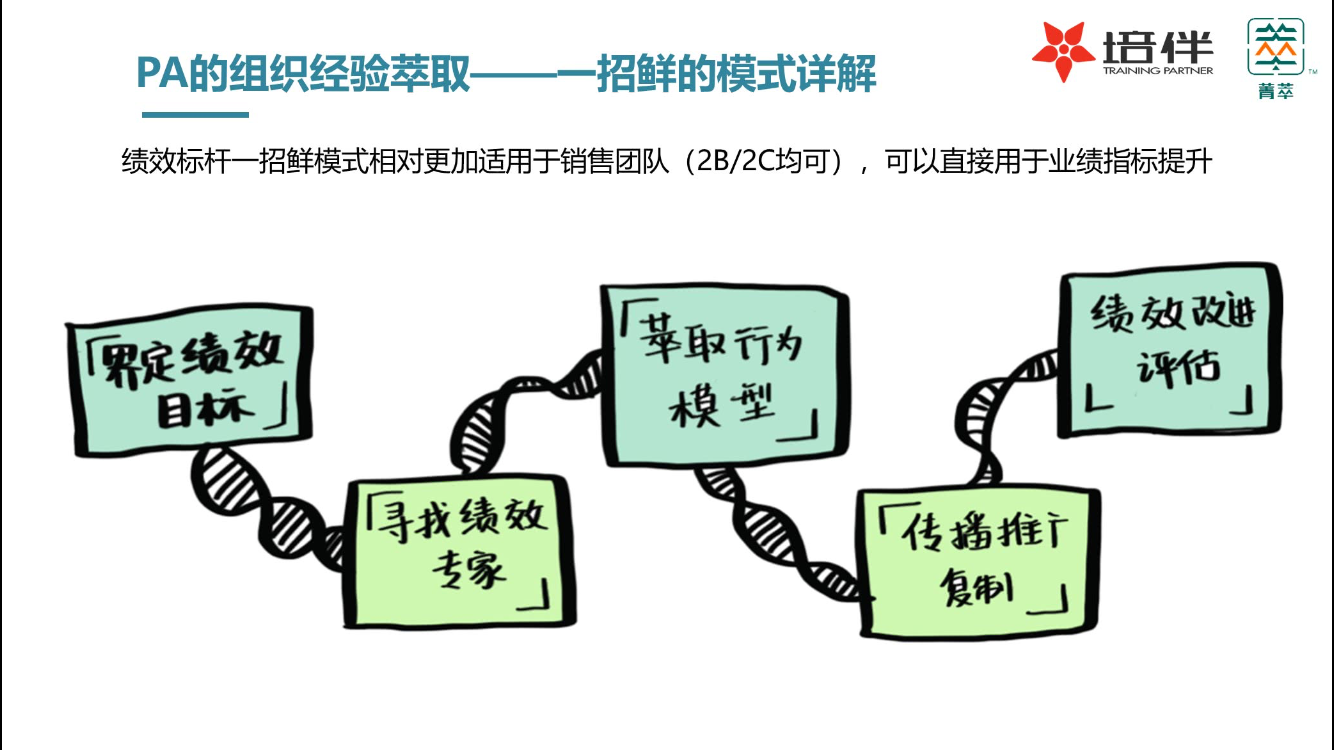 PA的组织经验萃取——一招鲜的模式详解
培伴
TRAINING PARTNER
菁萃
TM
绩效标杆一招鲜模式相对更加适用于销售团队（2B/2C均可），可以直接用于业绩指标提升
「界定绩效
目标」
「寻找绩效
专家」
「萃取行为
模型」
「传播推广
复制」
绩效改进
评估